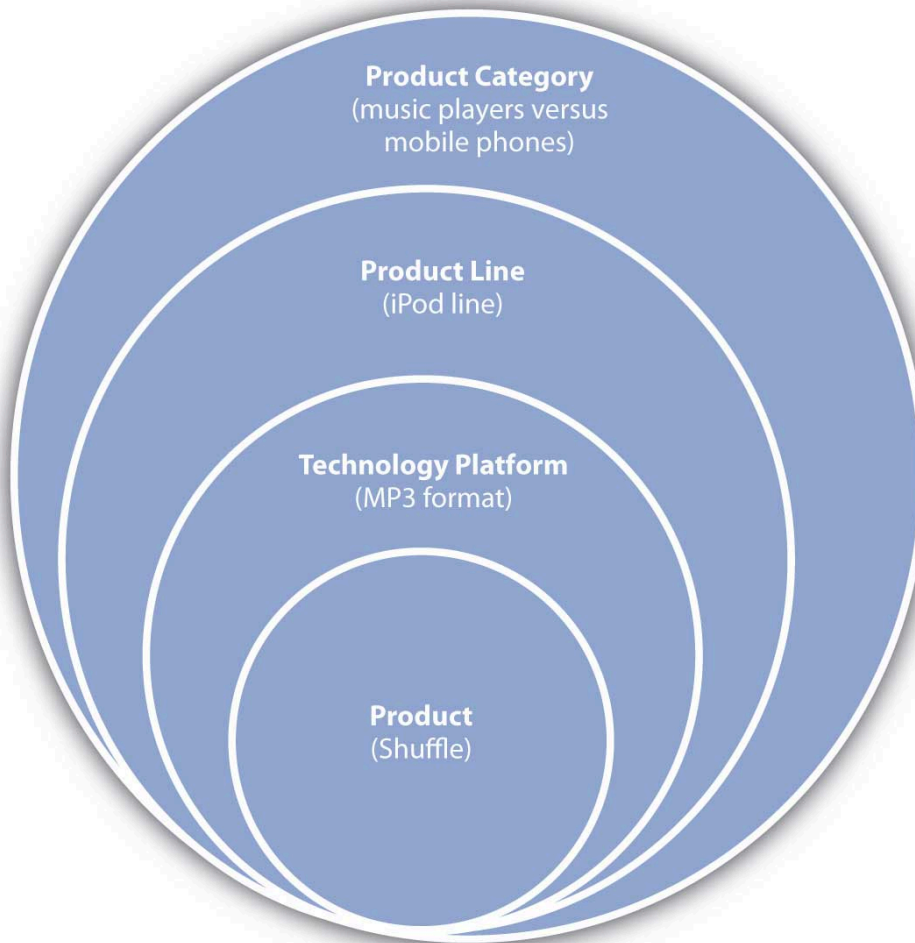 Product Category
(music players versus
mobile phones)
Product Line
(iPod line)
Technology Platform
(MP3 format)
Product
(Shuffle)